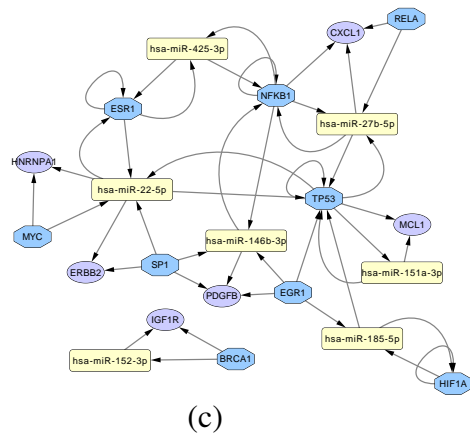 RELA
CXCL1
hsa-miR-425-3p
NFKB1
ESR1
hsa-miR-27b-5p
HNRNPA1
hsa-miR-22-5p
TP53
MCL1
MYC
hsa-miR-146b-3p
SP1
ERBB2
hsa-miR-151a-3p
PDGFB
EGR1
IGF1R
hsa-miR-185-5p
hsa-miR-152-3p
BRCA1
HIF1A
(c)